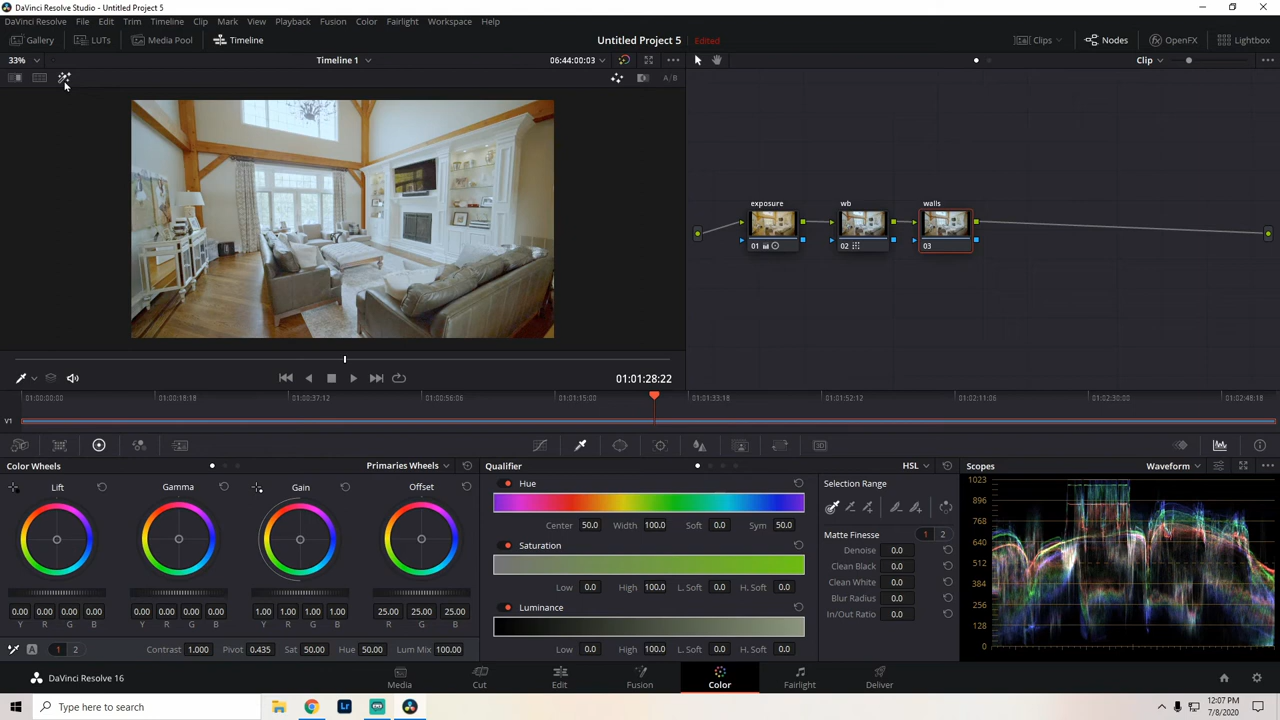 DaVinci Resolve Studio - Untitled Project 5
DaVinci Resolve File Edit Trim Timeline Clip Mark View Playback Fusion Color Fairlight Workspace Help
Gallery LUTs Media Pool Timeline Untitled Project 5 Edited Clips Nodes OpenFX Lightbox
33% Timeline 1 06:44:00:03 Clip
A/B
exposure wb walls
01 02 03
01:01:28:22
01:00:00:00 01:00:18:18 01:00:37:12 01:00:56:06 01:01:15:00 01:01:33:18 01:01:52:12 01:02:11:06 01:02:30:00 01:02:48:18
V1
Color Wheels Primaries Wheels Qualifier HSL Scopes Waveform
Lift Gamma Gain Offset Hue Selection Range
Center 50.0 Width 100.0 Soft 0.0 Sym 50.0
Saturation
Low 0.0 High 100.0 L. Soft 0.0 H. Soft 0.0
Luminance
Low 0.0 High 100.0 L. Soft 0.0 H. Soft 0.0
Matte Finesse 1 2
Denoise 0.0
Clean Black 0.0
Clean White 0.0
Blur Radius 0.0
In/Out Ratio 0.0
1023
896
768
640
512
384
256
128
0
0.00 0.00 0.00 0.00 0.00 0.00 0.00 0.00 1.00 1.00 1.00 1.00 25.00 25.00 25.00
Y R G B Y R G B Y R G B R G B
A 1 2 Contrast 1.000 Pivot 0.435 Sat 50.00 Hue 50.00 Lum Mix 100.00
DaVinci Resolve 16 Media Cut Edit Fusion Color Fairlight Deliver
Type here to search
Lr
12:07 PM
7/8/2020